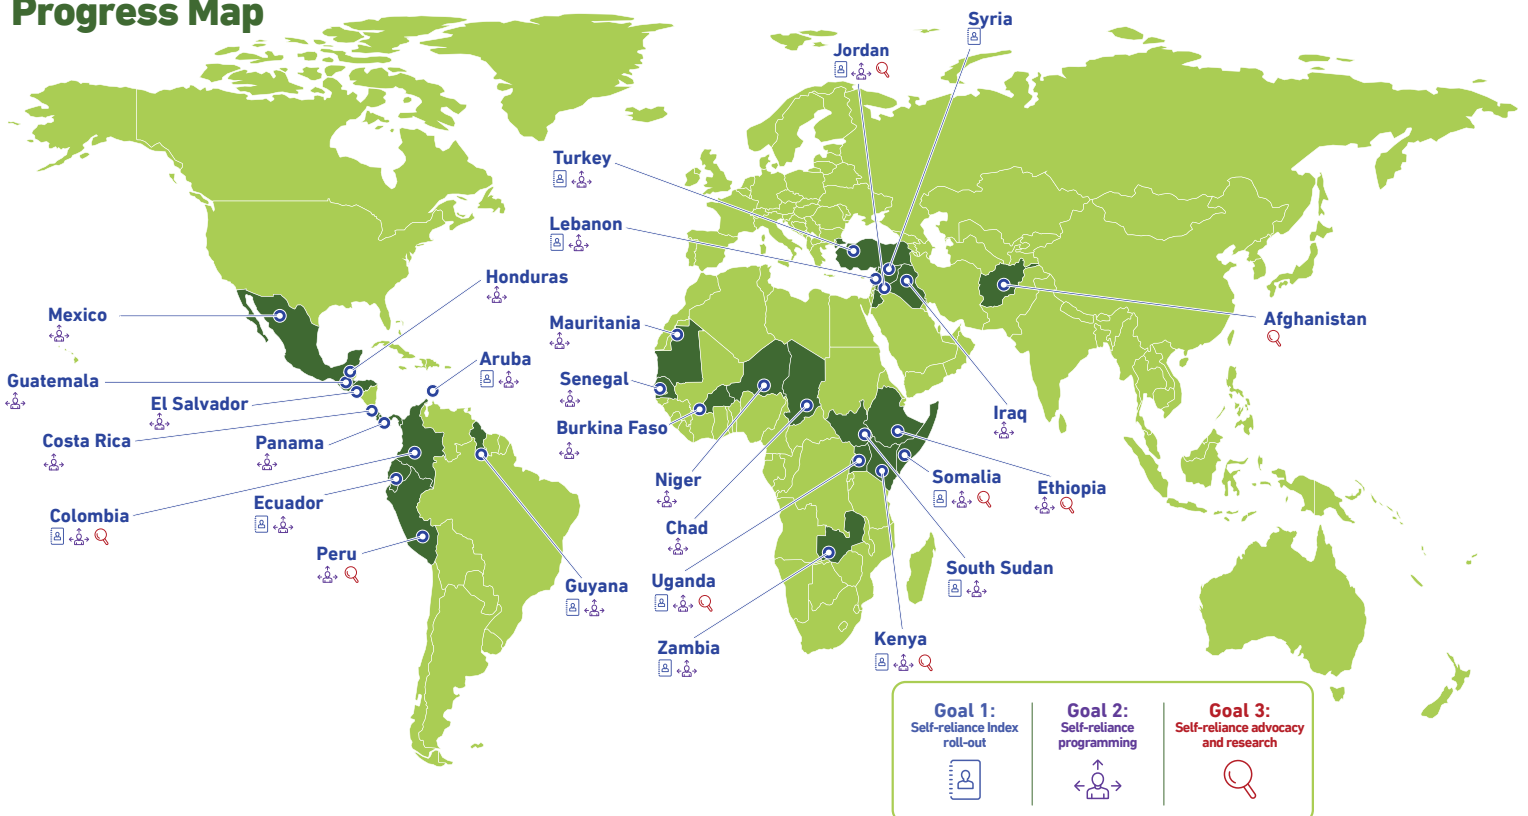 Progress Map
Syria
Jordan
Turkey
Lebanon
Honduras
Mexico
Mauritania
Afghanistan
Aruba
Guatemala
Senegal
El Salvador
Iraq
Costa Rica
Panama
Burkina Faso
Niger
Somalia
Ethiopia
Ecuador
Colombia
Chad
Peru
South Sudan
Uganda
Guyana
Kenya
Zambia
Goal 1:
Self-reliance Index
roll-out
Goal 2:
Self-reliance
programming
Goal 3:
Self-reliance advocacy
and research